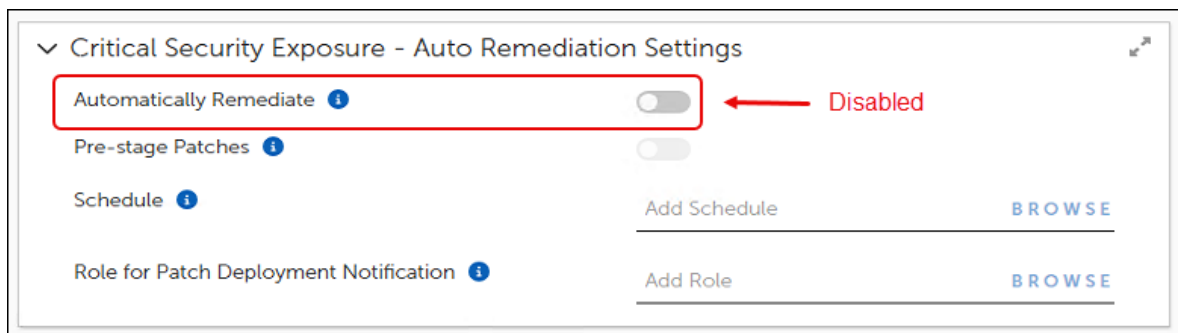 Critical Security Exposure - Auto Remediation Settings
Automatically Remediate
Disabled
Pre-stage Patches
Schedule
Add Schedule BROWSE
Role for Patch Deployment Notification
Add Role BROWSE